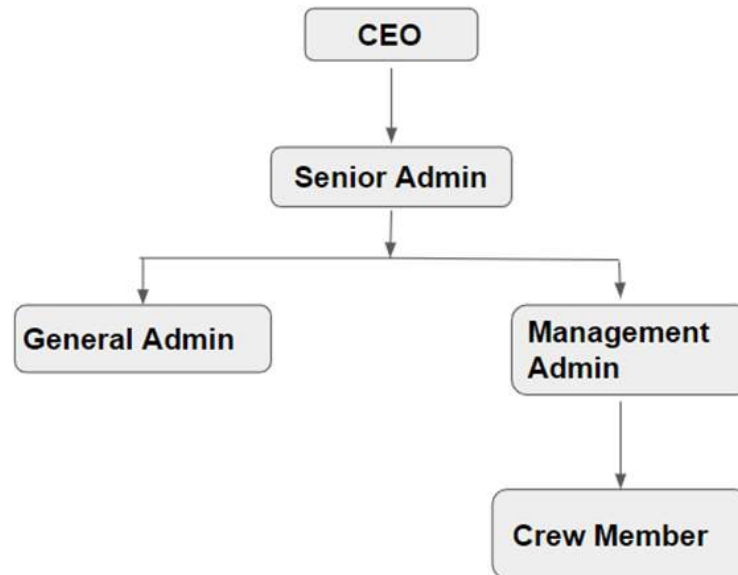 CEO
Senior Admin
General Admin
Management
Admin
Crew Member